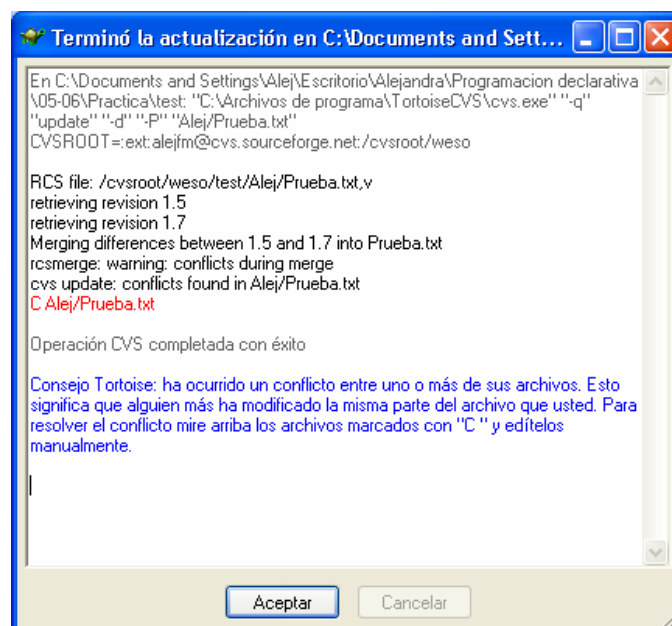 Terminó la actualización en C:\Documents and Sett...
En C:\Documents and Settings\Alej\Escritorio\Alejandra\Programacion declarativa
\05-06\Practica\test: "C:\Archivos de programa\TortoiseCVS\cvs.exe" "-q"
"update" "-d" "-P" "Alej/Prueba.txt"
CVSROOT=:ext:alejfm@cvs.sourceforge.net:/cvsroot/weso
RCS file: /cvsroot/weso/test/Alej/Prueba.txt,v
retrieving revision 1.5
retrieving revision 1.7
Merging differences between 1.5 and 1.7 into Prueba.txt
rcsmerge: warning: conflicts during merge
cvs update: conflicts found in Alej/Prueba.txt
C Alej/Prueba.txt
Operación CVS completada con éxito
Consejo Tortoise: ha ocurrido un conflicto entre uno o más de sus archivos. Esto
significa que alguien más ha modificado la misma parte del archivo que usted. Para
resolver el conflicto mire arriba los archivos marcados con "C " y edítelos
manualmente.
Aceptar
Cancelar